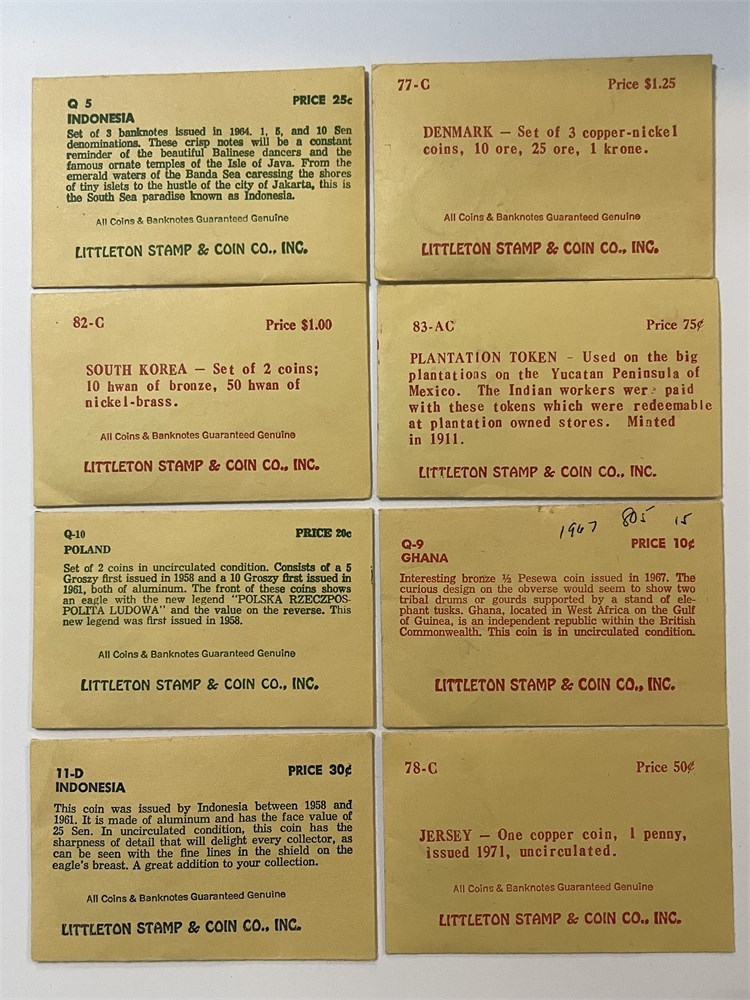 Q 5
PRICE 25c
INDONESIA
Set of 3 banknotes issued in 1964. 1, 5, and 10 Sen
denominations. These crisp notes will be a constant
reminder of the beautiful Balinese dancers and the
famous ornate temples of the Isle of Java. From the
emerald waters of the Banda Sea caressing the shores
of tiny islets to the hustle of the city of Jakarta, this is
the South Sea paradise known as Indonesia.
All Coins & Banknotes Guaranteed Genuine
LITTLETON STAMP & COIN CO., INC.
77-C
Price $1.25
DENMARK — Set of 3 copper-nickel
coins, 10 ore, 25 ore, 1 krone.
All Coins & Banknotes Guaranteed Genuine
LITTLETON STAMP & COIN CO., INC.
82-C
Price $1.00
SOUTH KOREA — Set of 2 coins;
10 hwan of bronze, 50 hwan of
nickel-brass.
All Coins & Banknotes Guaranteed Genuine
LITTLETON STAMP & COIN CO., INC.
83-AC
Price 75¢
PLANTATION TOKEN - Used on the big
plantations on the Yucatan Peninsula of
Mexico. The Indian workers were paid
with these tokens which were redeemable
at plantation owned stores. Minted
in 1911.
LITTLETON STAMP & COIN CO., INC.
Q-10
PRICE 20c
POLAND
Set of 2 coins in uncirculated condition. Consists of a 5
Groszy first issued in 1958 and a 10 Groszy first issued in
1961, both of aluminum. The front of these coins shows
an eagle with the new legend "POLSKA RZECZPOS-
POLITA LUDOWA" and the value on the reverse. This
new legend was first issued in 1958.
All Coins & Banknotes Guaranteed Genuine
LITTLETON STAMP & COIN CO., INC.
1967 805 15
Q-9
PRICE 10¢
GHANA
Interesting bronze ½ Pesewa coin issued in 1967. The
curious design on the obverse would seem to show two
tribal drums or gourds supported by a stand of ele-
phant tusks. Ghana, located in West Africa on the Gulf
of Guinea, is an independent republic within the British
Commonwealth. This coin is in uncirculated condition.
LITTLETON STAMP & COIN CO., INC.
11-D
PRICE 30¢
INDONESIA
This coin was issued by Indonesia between 1958 and
1961. It is made of aluminum and has the face value of
25 Sen. In uncirculated condition, this coin has the
sharpness of detail that will delight every collector, as
can be seen with the fine lines in the shield on the
eagle's breast. A great addition to your collection.
All Coins & Banknotes Guaranteed Genuine
LITTLETON STAMP & COIN CO., INC.
78-C
Price 50¢
JERSEY — One copper coin, 1 penny,
issued 1971, uncirculated.
All Coins & Banknotes Guaranteed Genuine
LITTLETON STAMP & COIN CO., INC.